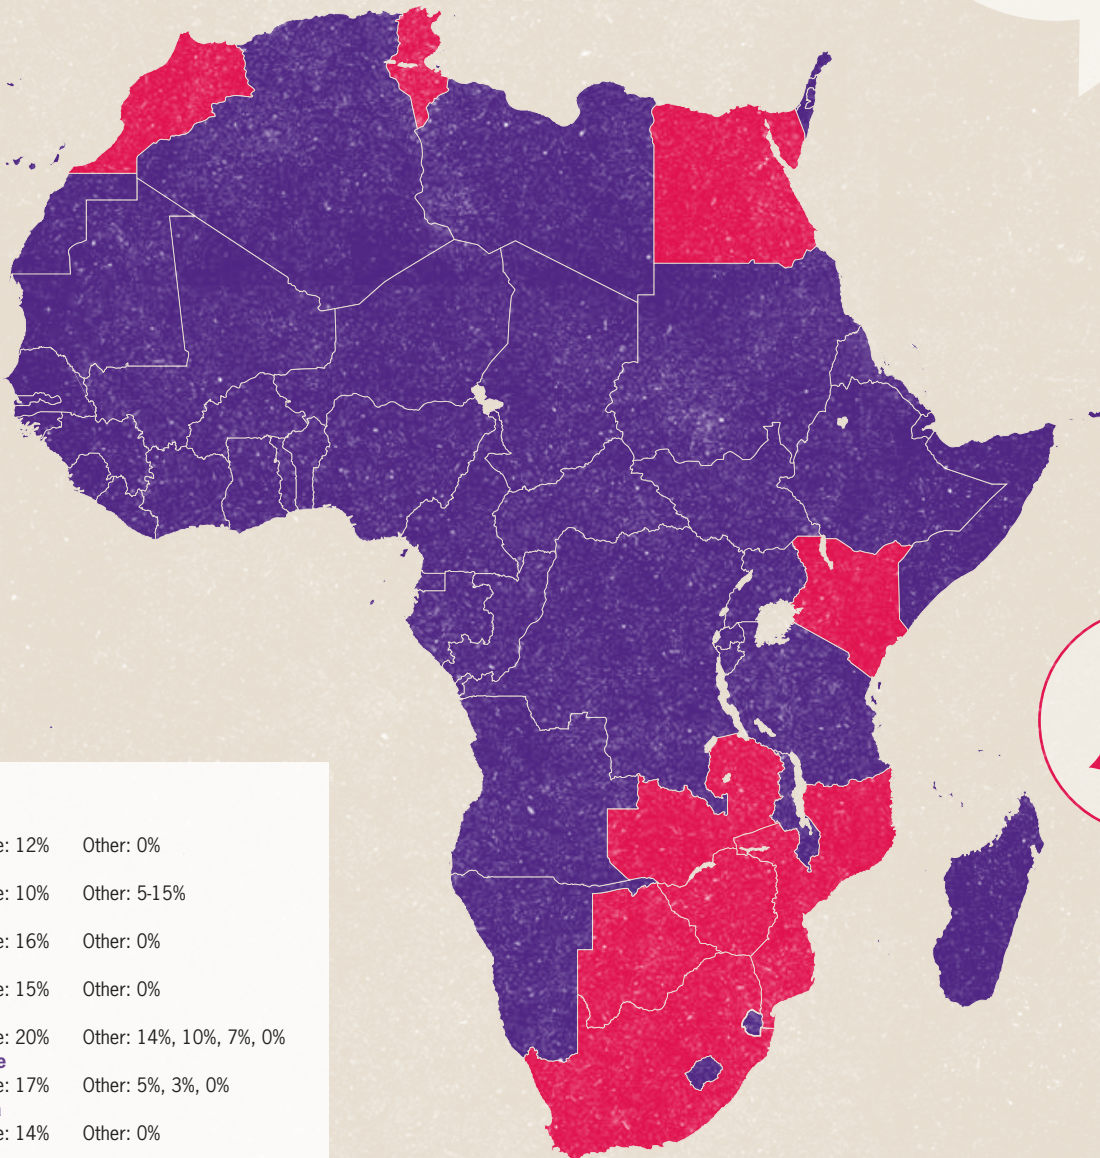 e: 12% Other: 0%
e: 10% Other: 5-15%
e: 16% Other: 0%
e: 15% Other: 0%
e: 20% Other: 14%, 10%, 7%, 0%
e
e: 17% Other: 5%, 3%, 0%
e: 14% Other: 0%